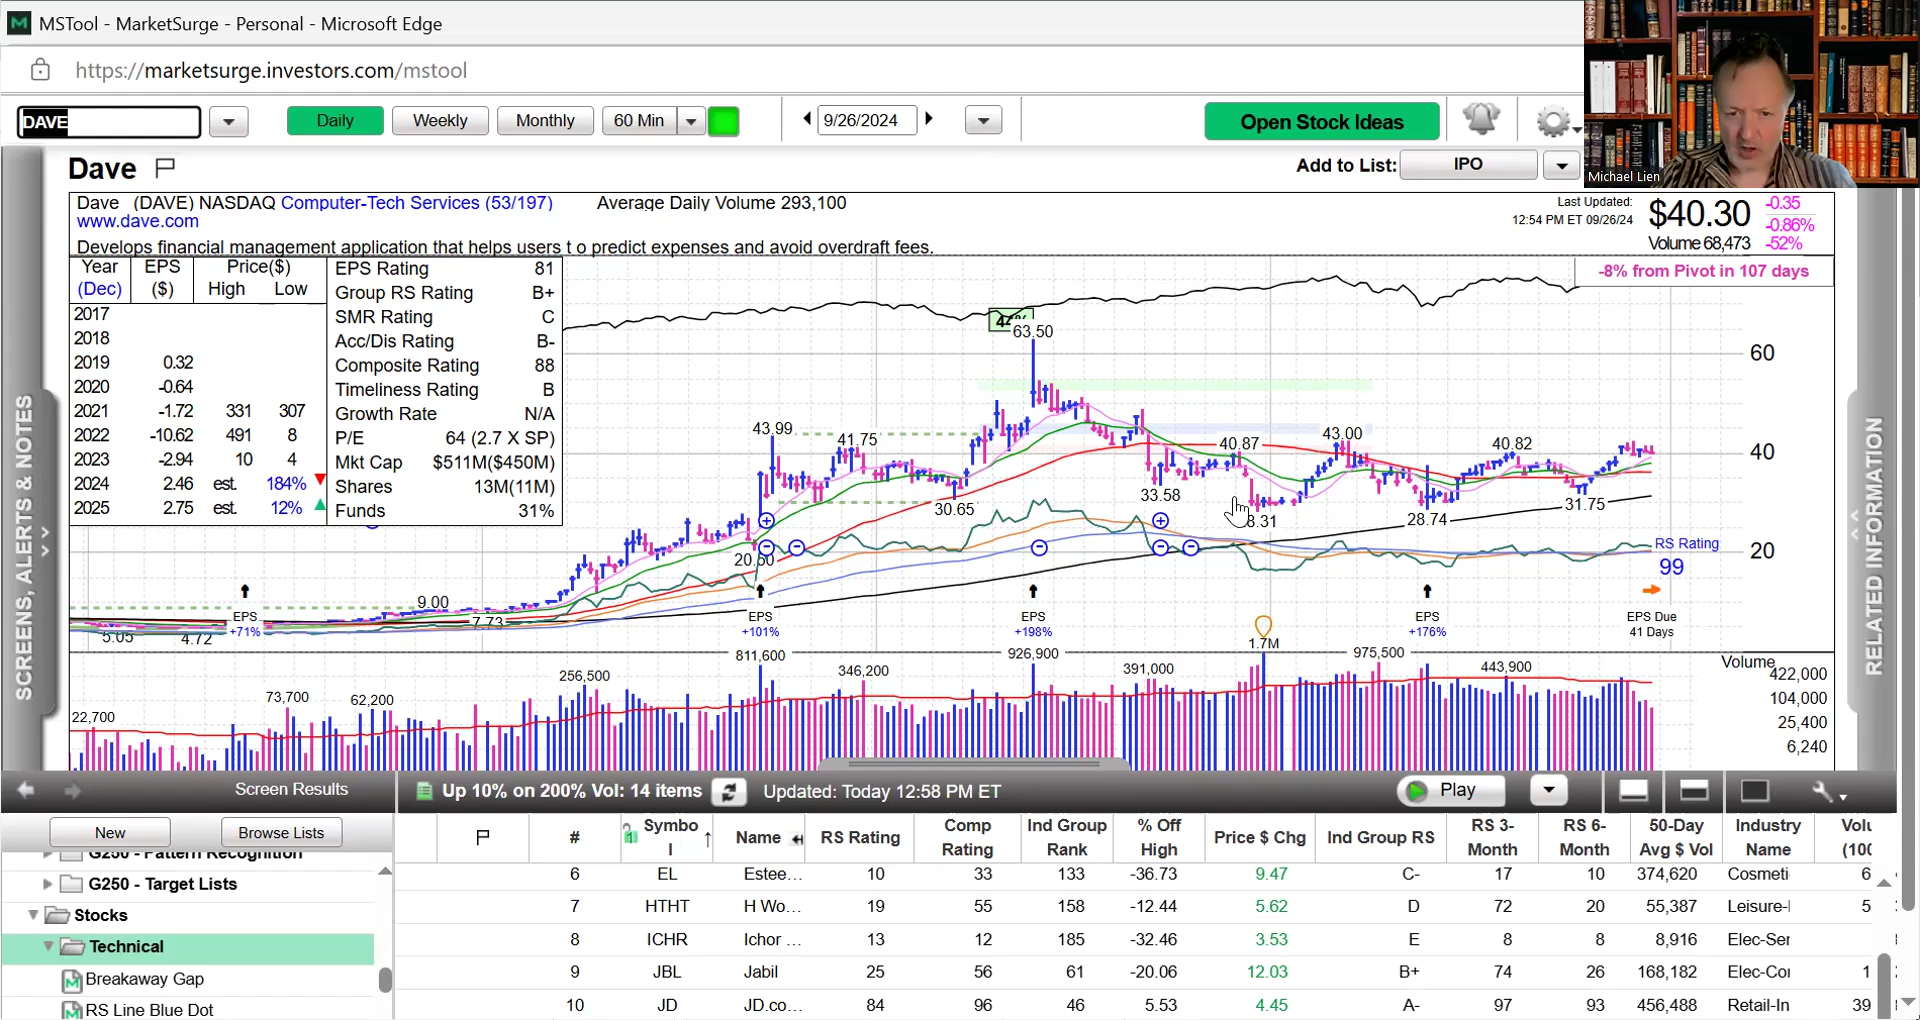 MSTool - MarketSurge - Personal - Microsoft Edge
https://marketsurge.investors.com/mstool
DAVE
Daily
Weekly
Monthly
60 Min
9/26/2024
Open Stock Ideas
Michael Lien
Dave
Add to List:
IPO
Dave (DAVE) NASDAQ Computer-Tech Services (53/197) Average Daily Volume 293,100
www.dave.com
Develops financial management application that helps users t o predict expenses and avoid overdraft fees.
Last Updated:
12:54 PM ET 09/26/24
$40.30
Volume 68,473
-0.35
-0.86%
-52%
-8% from Pivot in 107 days
Year EPS Price($)
(Dec) ($) High Low
2017
2018
2019 0.32
2020 -0.64
2021 -1.72 331 307
2022 -10.62 491 8
2023 -2.94 10 4
2024 2.46 est. 184%
2025 2.75 est. 12%
EPS Rating 81
Group RS Rating B+
SMR Rating C
Acc/Dis Rating B-
Composite Rating 88
Timeliness Rating B
Growth Rate N/A
P/E 64 (2.7 X SP)
Mkt Cap $511M($450M)
Shares 13M(11M)
Funds 31%
63.50
43.99
41.75
40.87
43.00
40.82
33.58
30.65
8.31
28.74
31.75
20.50
9.00
7.73
5.05
4.72
60
40
20
RS Rating
99
EPS
+71%
EPS
+101%
EPS
+198%
EPS
+176%
EPS Due
41 Days
1.7M
Volume
811,600
926,900
975,500
391,000
443,900
346,200
256,500
73,700
62,200
22,700
422,000
104,000
25,400
6,240
Screen Results
Up 10% on 200% Vol: 14 items
Updated: Today 12:58 PM ET
Play
New
Browse Lists
G250 - Pattern Recognition
G250 - Target Lists
Stocks
Technical
Breakaway Gap
RS Line Blue Dot
# Symbo l Name RS Rating Comp Rating Ind Group Rank % Off High Price $ Chg Ind Group RS RS 3-Month RS 6-Month 50-Day Avg $ Vol Industry Name Volu (100
6 EL Estee... 10 33 133 -36.73 9.47 C- 17 10 374,620 Cosmeti 6
7 HTHT H Wo... 19 55 158 -12.44 5.62 D 72 20 55,387 Leisure-l 5
8 ICHR Ichor ... 13 12 185 -32.46 3.53 E 8 8 8,916 Elec-Ser
9 JBL Jabil 25 56 61 -20.06 12.03 B+ 74 26 168,182 Elec-Coi 1
10 JD JD.co... 84 96 46 5.53 4.45 A- 97 93 456,488 Retail-In 39
SCREENS, ALERTS & NOTES
RELATED INFORMATION